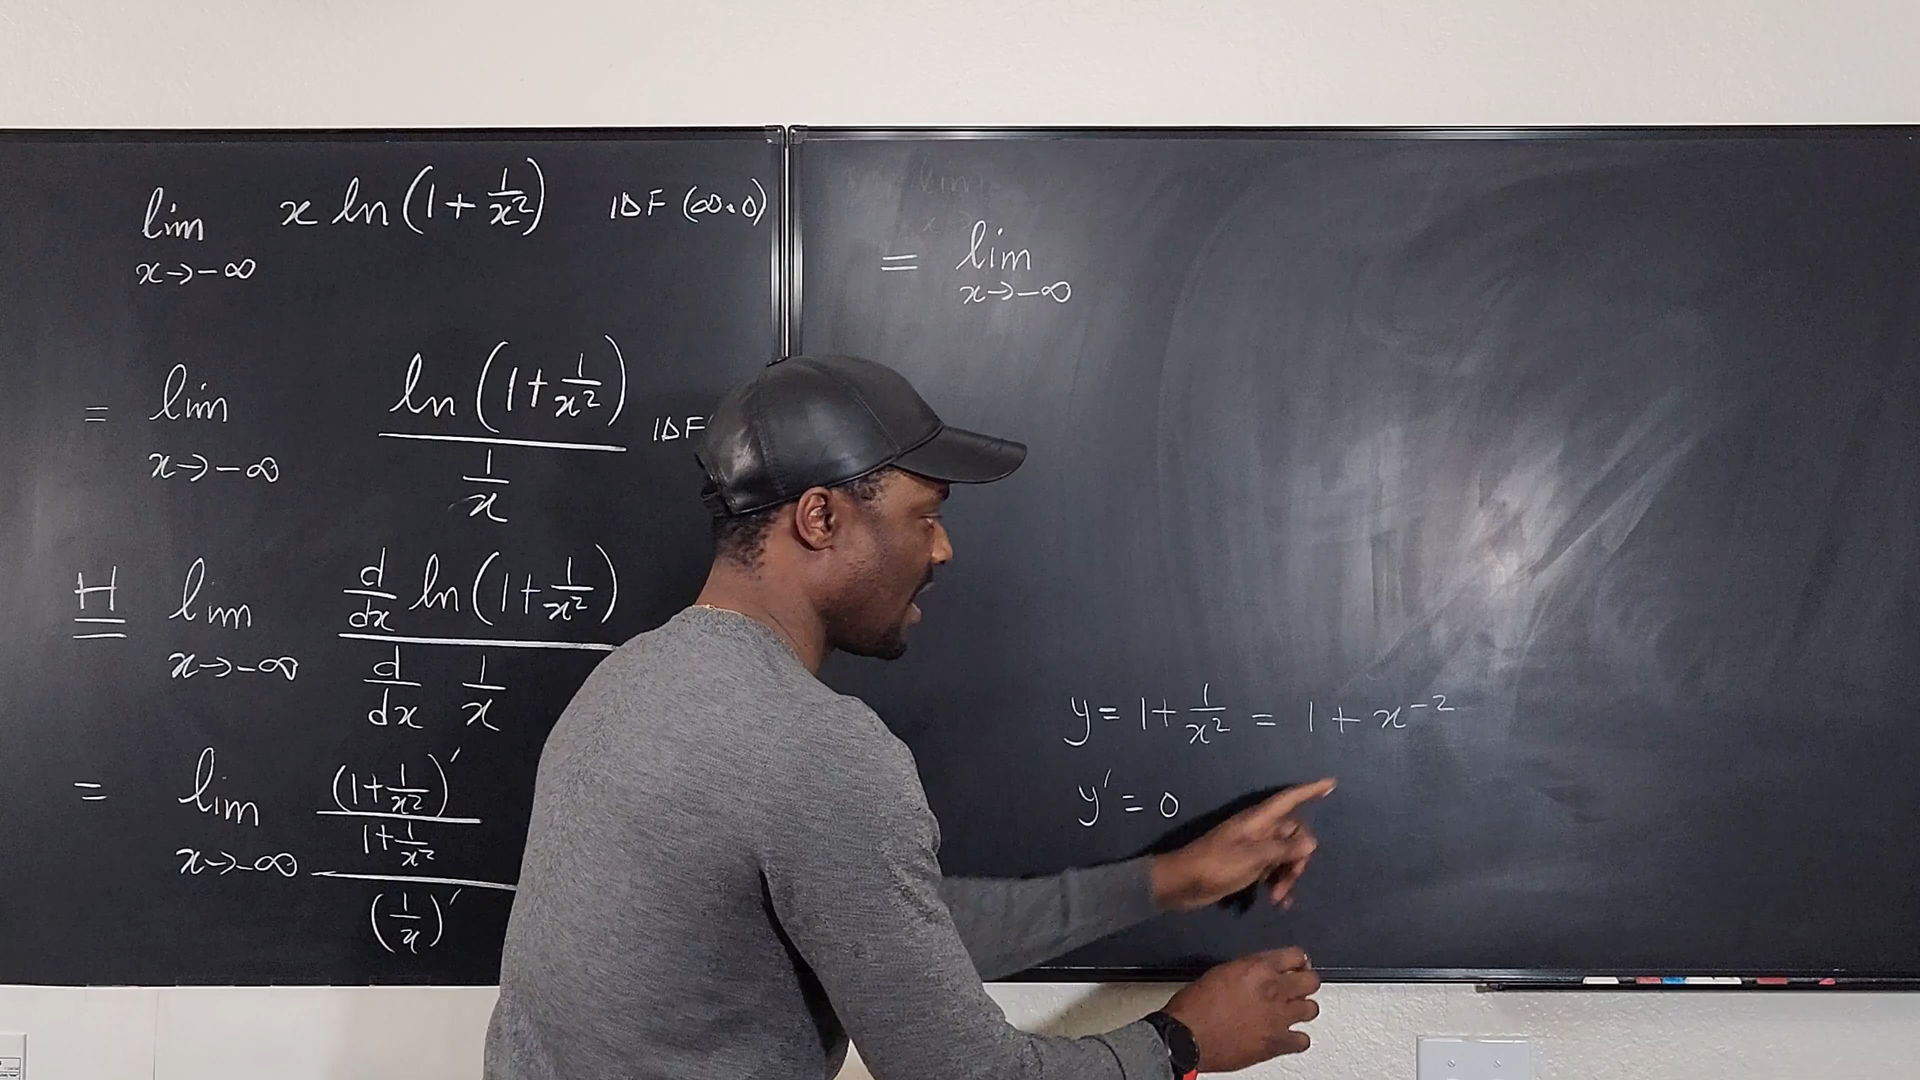 lim x→-∞ x ln(1 + 1/x²) IDF (∞·0)
= lim x→-∞ ln(1 + 1/x²) / (1/x) IDF
H= lim x→-∞ d/dx ln(1 + 1/x²) / (d/dx 1/x)
= lim x→-∞ ((1 + 1/x²)′ / (1 + 1/x²)) / (1/x)′
= lim x→-∞
y = 1 + 1/x² = 1 + x⁻²
y′ = 0